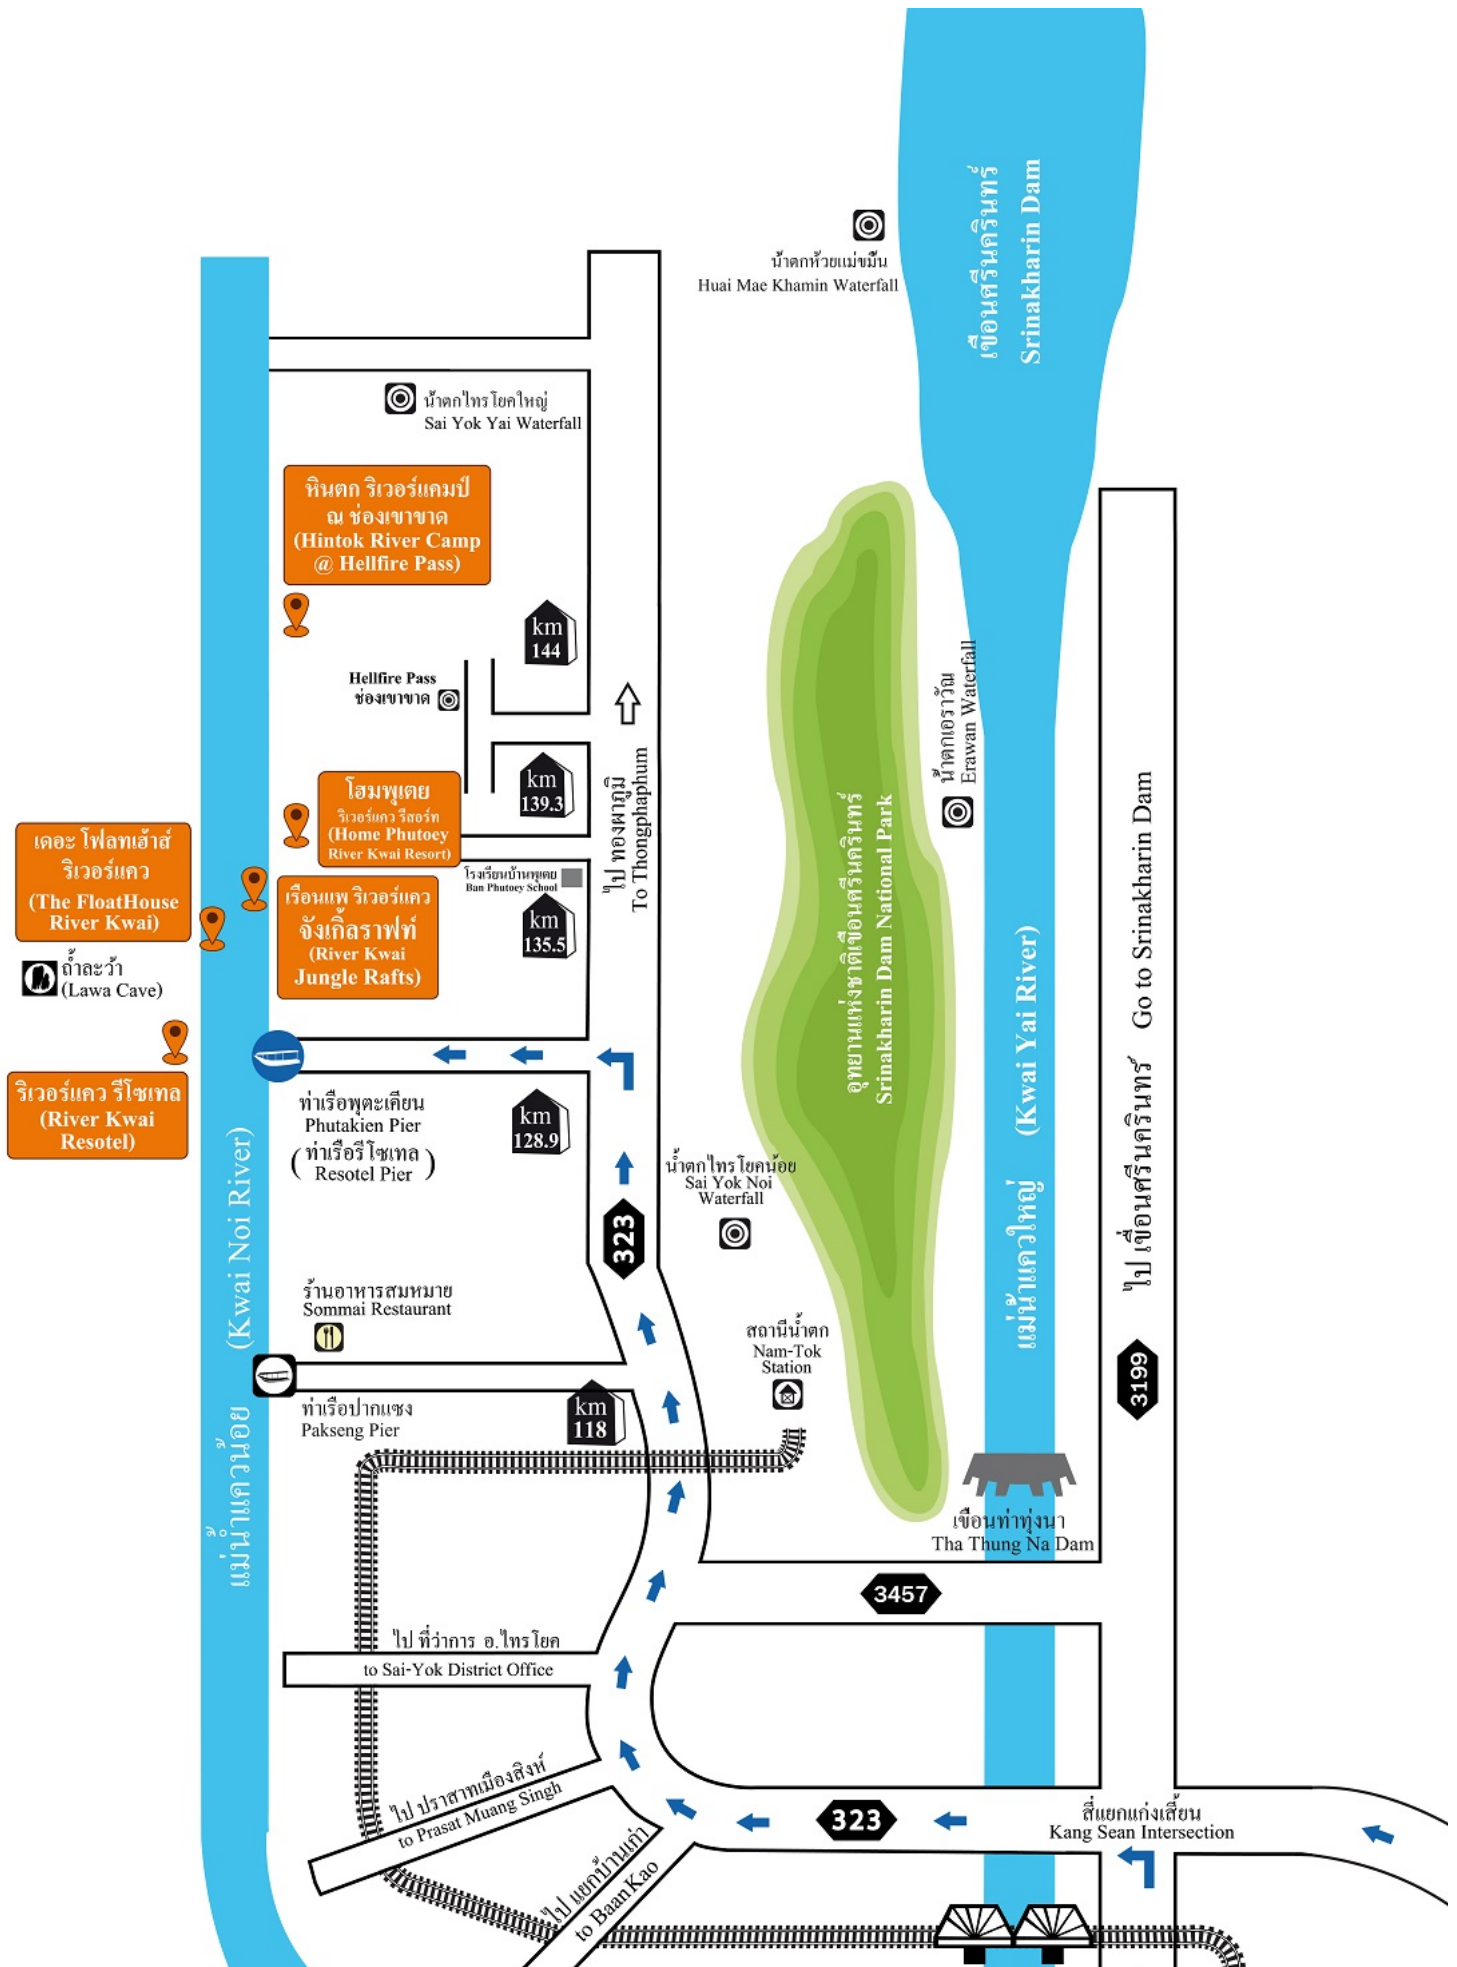 เขื่อนศรีนครินทร์
Srinakharin Dam
น้ำตกห้วยแม่ขมิ้น
Huai Mae Khamin Waterfall
น้ำตกไทรโยคใหญ่
Sai Yok Yai Waterfall
หินตก ริเวอร์แคมป์
ณ ช่องเขาขาด
(Hintok River Camp
@ Hellfire Pass)
km
144
Hellfire Pass
ช่องเขาขาด
น้ำตกเอราวัณ
Erawan Waterfall
km
139.3
ไป ทองผาภูมิ
To Thongphaphum
โฮมพุเตย
ริเวอร์แคว รีสอร์ท
(Home Phutoey
River Kwai Resort)
เดอะ โฟลทเฮ้าส์
ริเวอร์แคว
(The FloatHouse
River Kwai)
โรงเรียนบ้านพุเตย
Ban Phutoey School
เรือนแพ ริเวอร์แคว
จังเกิ้ลราฟท์
(River Kwai
Jungle Rafts)
km
135.5
ถ้ำละว้า
(Lawa Cave)
อุทยานแห่งชาติเขื่อนศรีนครินทร์
Srinakharin Dam National Park
ริเวอร์แคว รีโซเทล
(River Kwai
Resotel)
ท่าเรือพุตะเคียน
Phutakien Pier
(ท่าเรือรีโซเทล
Resotel Pier)
km
128.9
น้ำตกไทรโยคน้อย
Sai Yok Noi
Waterfall
323
แม่น้ำแควใหญ่ (Kwai Yai River)
ไป เขื่อนศรีนครินทร์ Go to Srinakharin Dam
แม่น้ำแควน้อย (Kwai Noi River)
ร้านอาหารสมหมาย
Sommai Restaurant
สถานีน้ำตก
Nam-Tok
Station
3199
ท่าเรือปากแซง
Pakseng Pier
km
118
เขื่อนท่าทุ่งนา
Tha Thung Na Dam
3457
ไป ที่ว่าการ อ.ไทรโยค
to Sai-Yok District Office
ไป ปราสาทเมืองสิงห์
to Prasat Muang Singh
323
สี่แยกแก่งเสี้ยน
Kang Sean Intersection
ไป แยกบ้านเก่า
to BaanKao